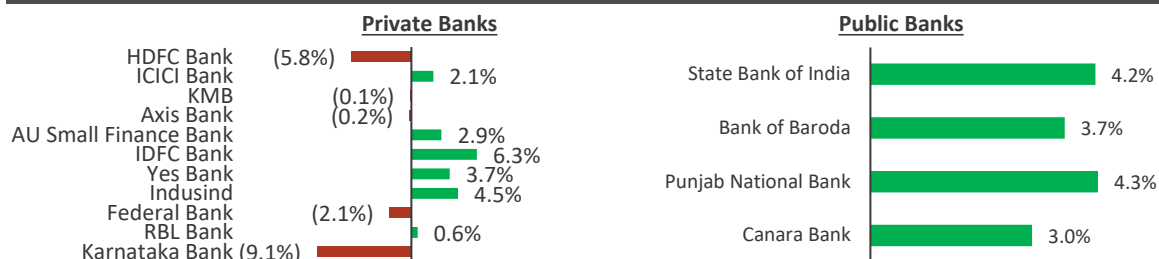 Private Banks
HDFC Bank (5.8%)
ICICI Bank 2.1%
KMB (0.1%)
Axis Bank (0.2%)
AU Small Finance Bank 2.9%
IDFC Bank 6.3%
Yes Bank 3.7%
Indusind 4.5%
Federal Bank (2.1%)
RBL Bank 0.6%
Karnataka Bank (9.1%)
Public Banks
State Bank of India 4.2%
Bank of Baroda 3.7%
Punjab National Bank 4.3%
Canara Bank 3.0%